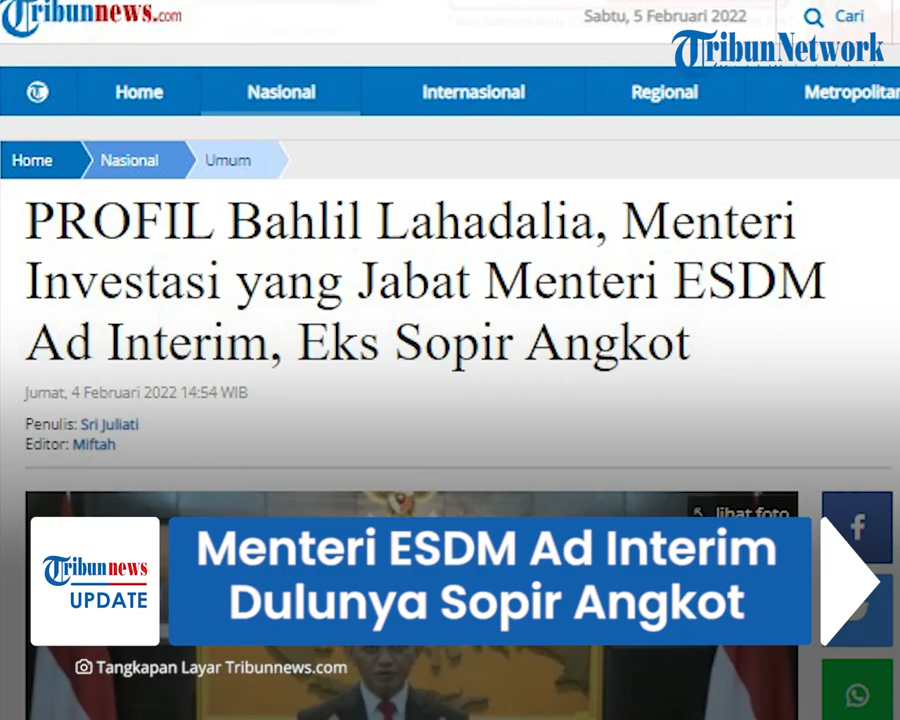 Tribunnews.com
Sabtu, 5 Februari 2022
Cari
TribunNetwork
Home
Nasional
Internasional
Regional
Metropolitan
Home
Nasional
Umum
PROFIL Bahlil Lahadalia, Menteri
Investasi yang Jabat Menteri ESDM
Ad Interim, Eks Sopir Angkot
Jumat, 4 Februari 2022 14:54 WIB
Penulis: Sri Juliati
Editor: Miftah
lihat foto
Tribunnews
UPDATE
Menteri ESDM Ad Interim
Dulunya Sopir Angkot
Tangkapan Layar Tribunnews.com